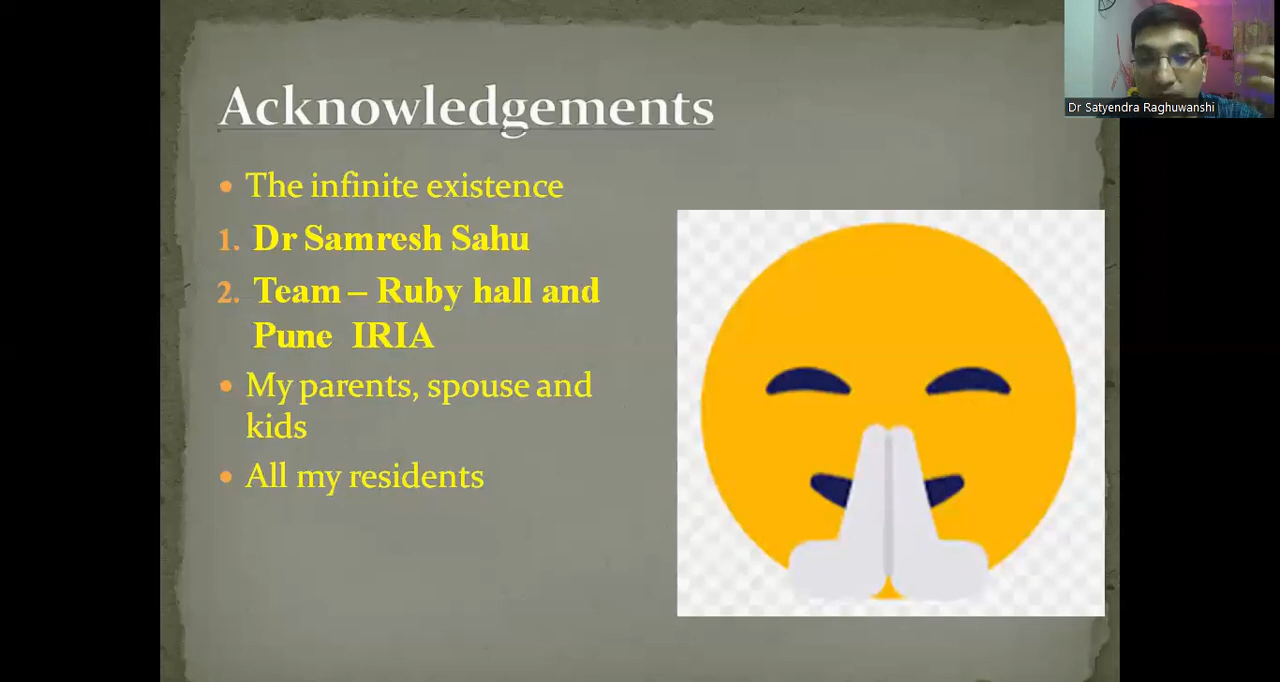 Acknowledgements
• The infinite existence
1. Dr Samresh Sahu
2. Team – Ruby hall and
Pune IRIA
• My parents, spouse and
kids
• All my residents
Dr Satyendra Raghuwanshi